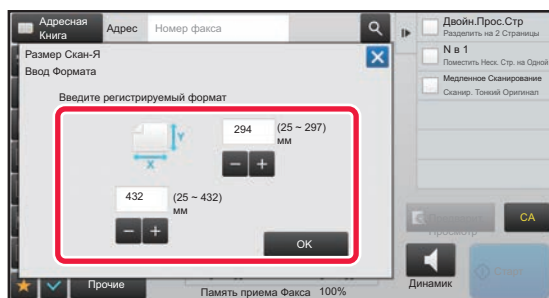 Адресная
Книга
Адрес
Номер факса
Размер Скан-Я
Ввод Формата
Введите регистрируемый формат
Y
X
294
(25 ~ 297)
мм
432
(25 ~ 432)
мм
OK
Прочие
Память приема Факса 100%
Двойн.Прос.Стр
Разделить на 2 Страницы
N в 1
Поместить Неск. Стр. на Одной
Медленное Сканирование
Сканир. Тонкий Оригинал
Просмотр
CA
Динамик
Старт